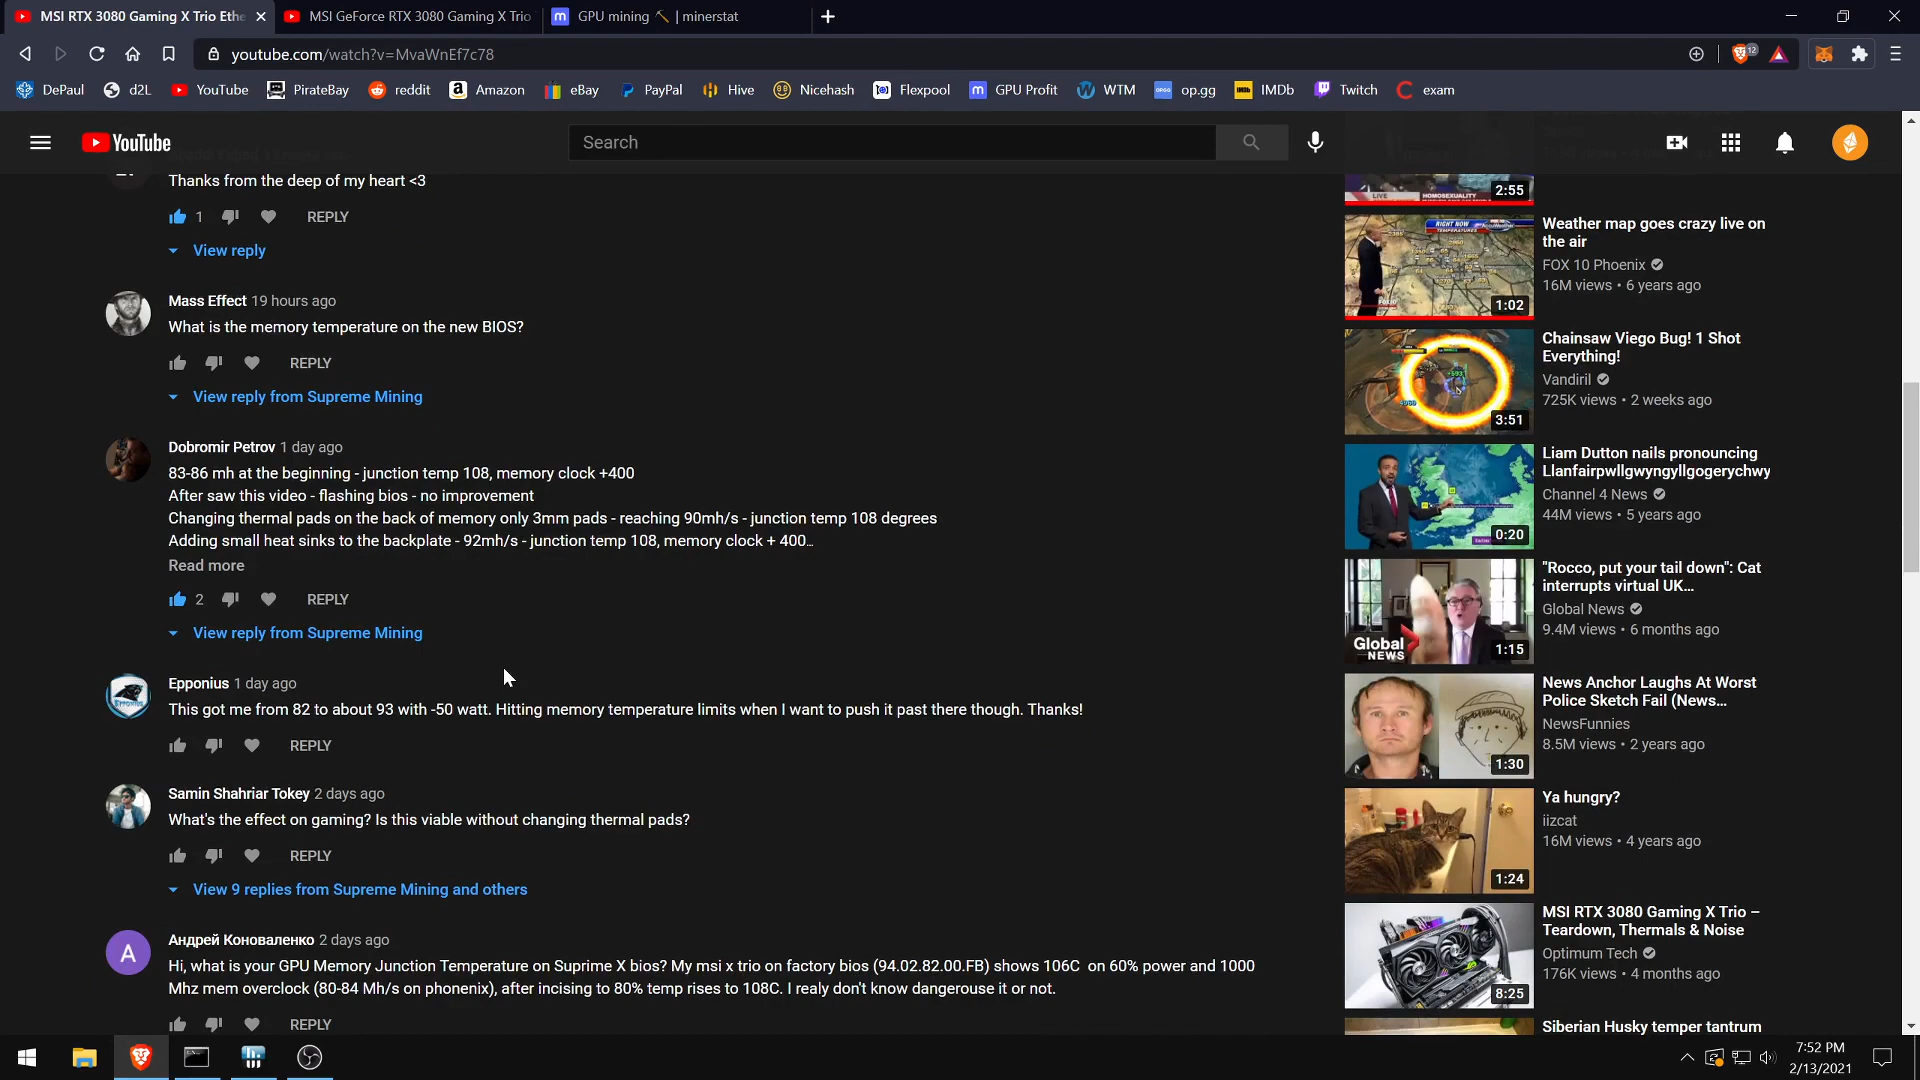 MSI RTX 3080 Gaming X Trio Ethe
MSI GeForce RTX 3080 Gaming X Trio
GPU mining ⛏ | minerstat
youtube.com/watch?v=MvaWnEf7c78
12
DePaul
d2L
YouTube
PirateBay
reddit
Amazon
eBay
PayPal
Hive
Nicehash
Flexpool
GPU Profit
WTM
op.gg
IMDb
Twitch
exam
YouTube
Search
Thanks from the deep of my heart <3
1
REPLY
View reply
Mass Effect 19 hours ago
What is the memory temperature on the new BIOS?
REPLY
View reply from Supreme Mining
Dobromir Petrov 1 day ago
83-86 mh at the beginning - junction temp 108, memory clock +400
After saw this video - flashing bios - no improvement
Changing thermal pads on the back of memory only 3mm pads - reaching 90mh/s - junction temp 108 degrees
Adding small heat sinks to the backplate - 92mh/s - junction temp 108, memory clock + 400…
Read more
2
REPLY
View reply from Supreme Mining
Epponius 1 day ago
This got me from 82 to about 93 with -50 watt. Hitting memory temperature limits when I want to push it past there though. Thanks!
REPLY
Samin Shahriar Tokey 2 days ago
What's the effect on gaming? Is this viable without changing thermal pads?
REPLY
View 9 replies from Supreme Mining and others
A
Андрей Коноваленко 2 days ago
Hi, what is your GPU Memory Junction Temperature on Suprime X bios? My msi x trio on factory bios (94.02.82.00.FB) shows 106C on 60% power and 1000
Mhz mem overclock (80-84 Mh/s on phonenix), after incising to 80% temp rises to 108C. I realy don't know dangerouse it or not.
REPLY
LIVE
HOMOSEXUALITY
2:55
RIGHT NOW
TEMPERATURES
1:02
Weather map goes crazy live on
the air
FOX 10 Phoenix
16M views • 6 years ago
3:51
Chainsaw Viego Bug! 1 Shot
Everything!
Vandiril
725K views • 2 weeks ago
0:20
Liam Dutton nails pronouncing
Llanfairpwllgwyngyllgogerychwy
Channel 4 News
44M views • 5 years ago
Global
NEWS
1:15
"Rocco, put your tail down": Cat
interrupts virtual UK...
Global News
9.4M views • 6 months ago
1:30
News Anchor Laughs At Worst
Police Sketch Fail (News...
NewsFunnies
8.5M views • 2 years ago
1:24
Ya hungry?
iizcat
16M views • 4 years ago
8:25
MSI RTX 3080 Gaming X Trio –
Teardown, Thermals & Noise
Optimum Tech
176K views • 4 months ago
Siberian Husky temper tantrum
7:52 PM
2/13/2021